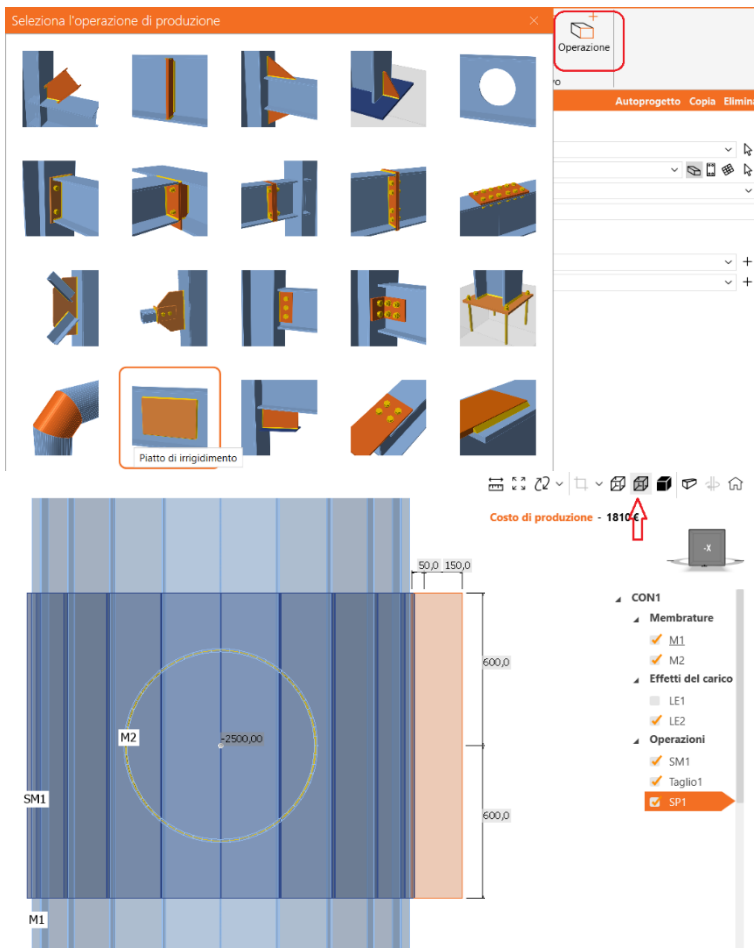 Seleziona l'operazione di produzione
Operazione
Autoprogetto Copia Elimina
Piatto di irrigidimento
Costo di produzione - 1810 €
-X
50,0 150,0
600,0
600,0
M2
-2500,00
SM1
M1
CON1
Membrature
M1
M2
Effetti del carico
LE1
LE2
Operazioni
SM1
Taglio1
SP1